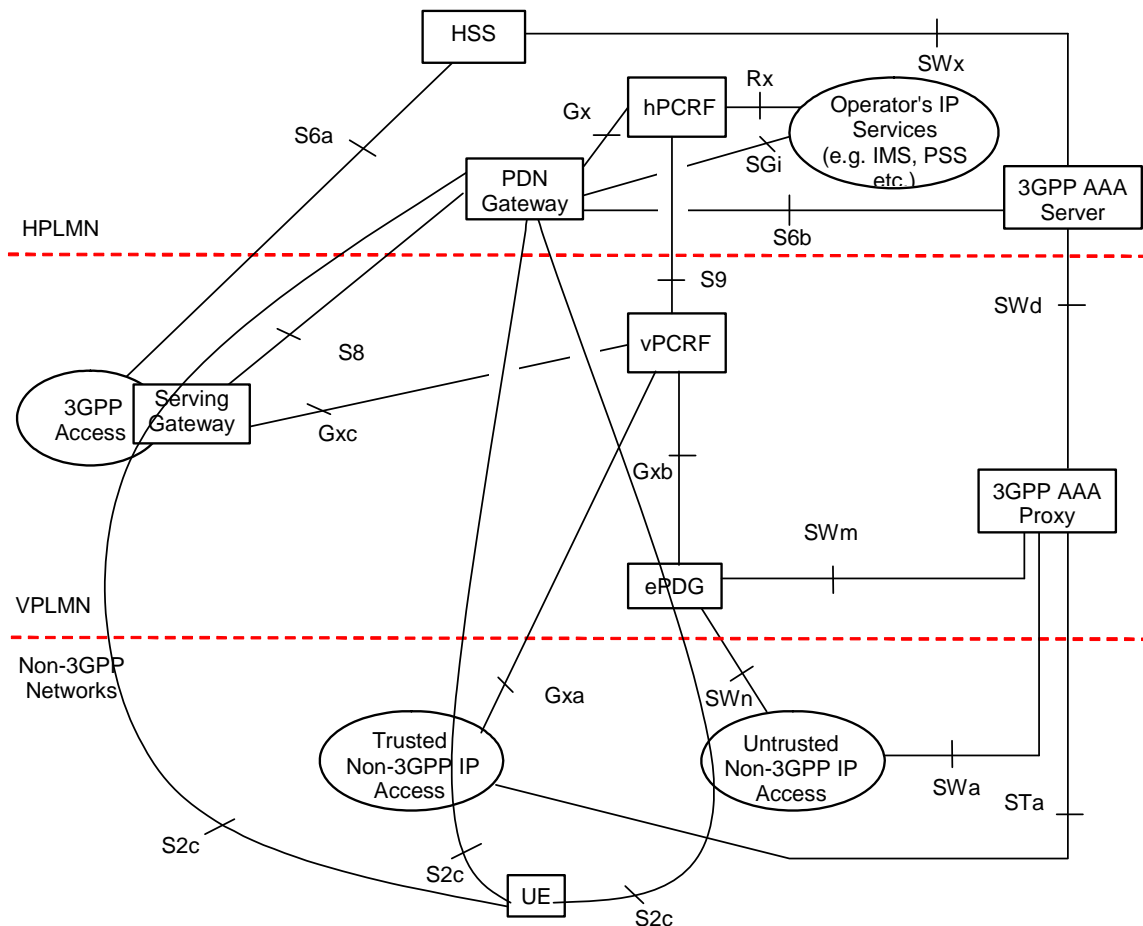 HSS
SWx
Rx
Gx
hPCRF
Operator's IP
Services
(e.g. IMS, PSS
etc.)
S6a
SGi
PDN
Gateway
3GPP AAA
Server
HPLMN
S6b
S9
SWd
vPCRF
S8
3GPP
Access
Serving
Gateway
Gxc
Gxb
3GPP AAA
Proxy
SWm
ePDG
VPLMN
Non-3GPP
Networks
Gxa
SWn
Trusted
Non-3GPP IP
Access
Untrusted
Non-3GPP IP
Access
SWa
STa
S2c
S2c
UE
S2c